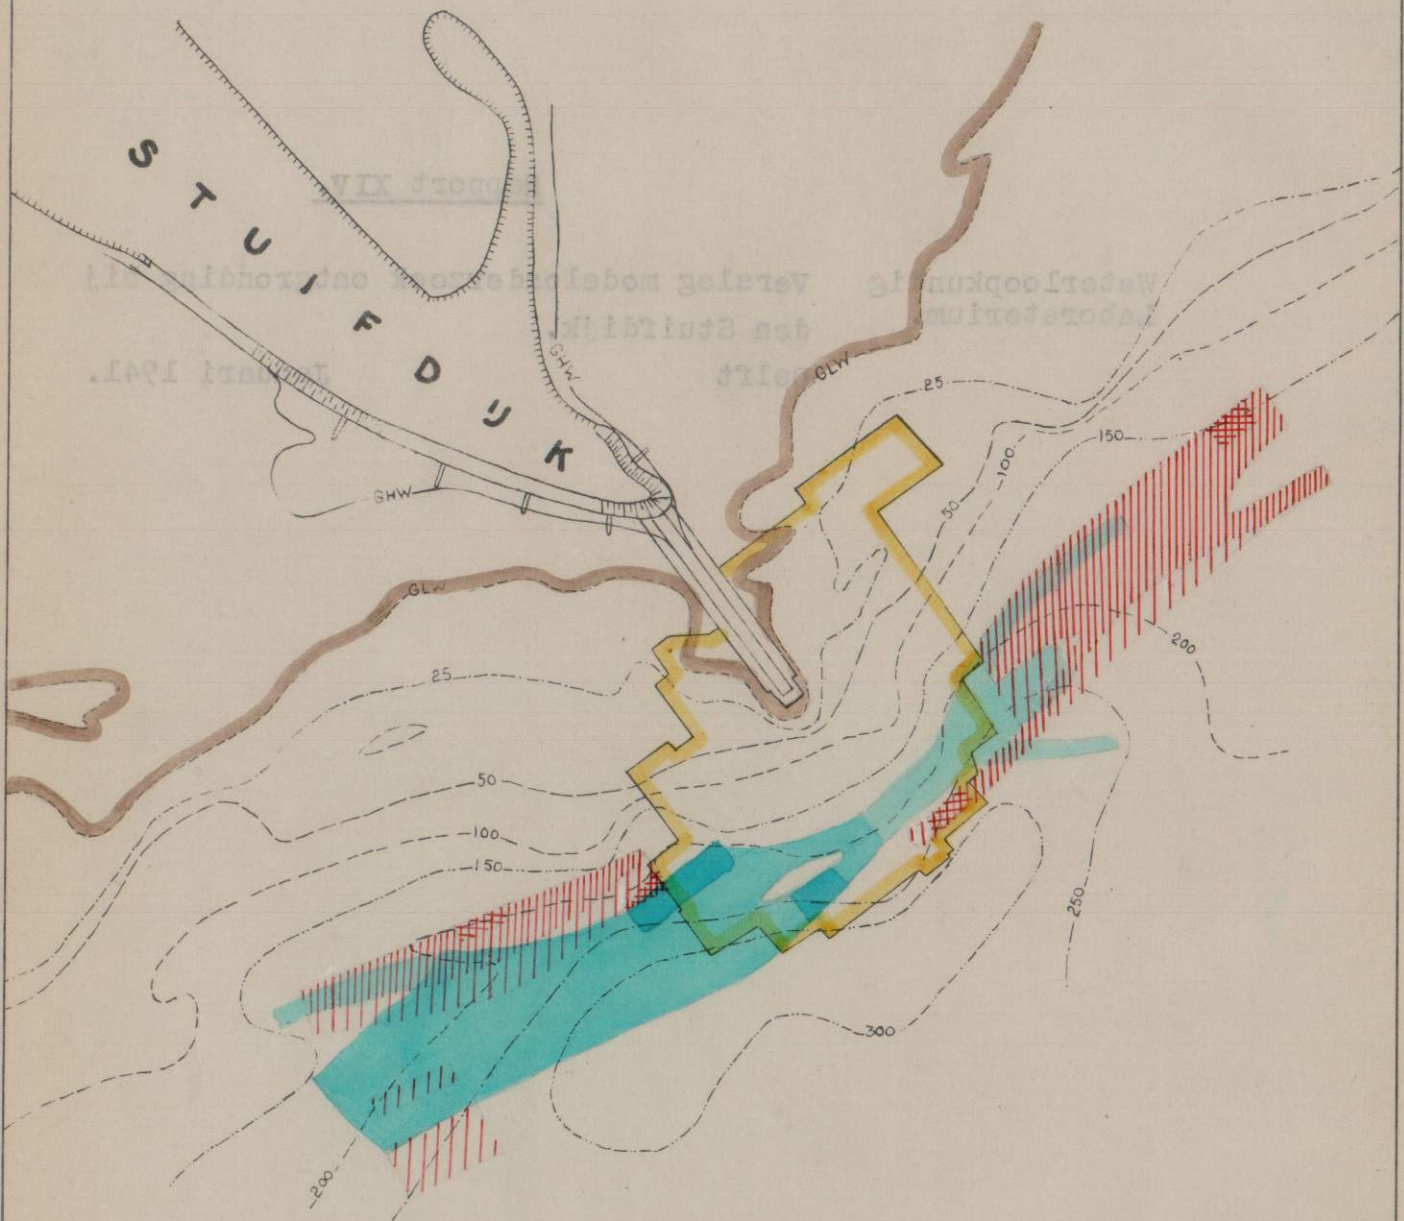 STUIFDIJK
Rapport XIV
Waterloopkundig Laboratorium.
Verslag modelonderzoek ontgronding bij
den Stuifdijk.
Delft
Januari 1941.
GHW
GLW
25
150
100
50
GHW
GLW
200
25
50
100
150
250
300
200